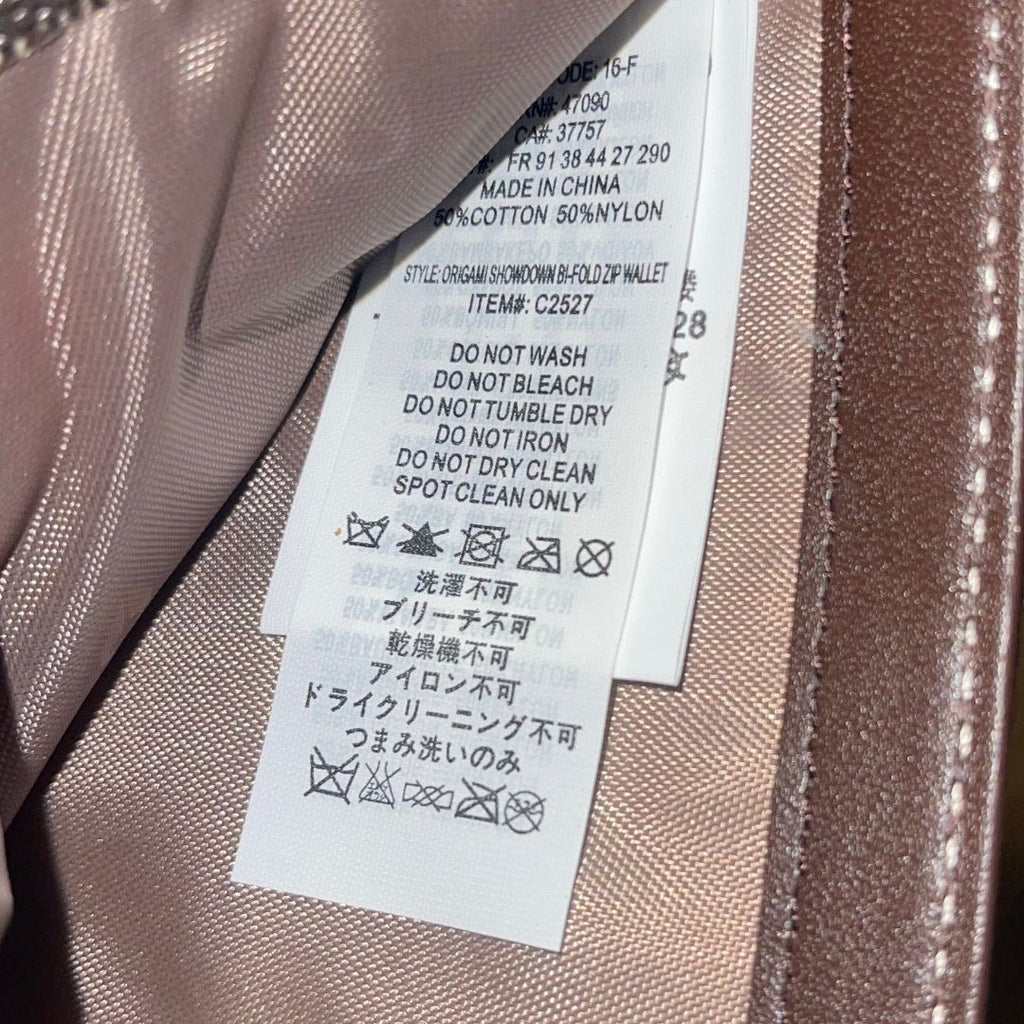 16-F
47090
CA#: 37757
FR 91 38 44 27 290
MADE IN CHINA
50%COTTON 50%NYLON
STYLE: ORIGAMI SHOWDOWN BI-FOLD ZIP WALLET
ITEM#: C2527
28
DO NOT WASH
DO NOT BLEACH
DO NOT TUMBLE DRY
DO NOT IRON
DO NOT DRY CLEAN
SPOT CLEAN ONLY
洗濯不可
ブリーチ不可
乾燥機不可
アイロン不可
ドライクリーニング不可
つまみ洗いのみ